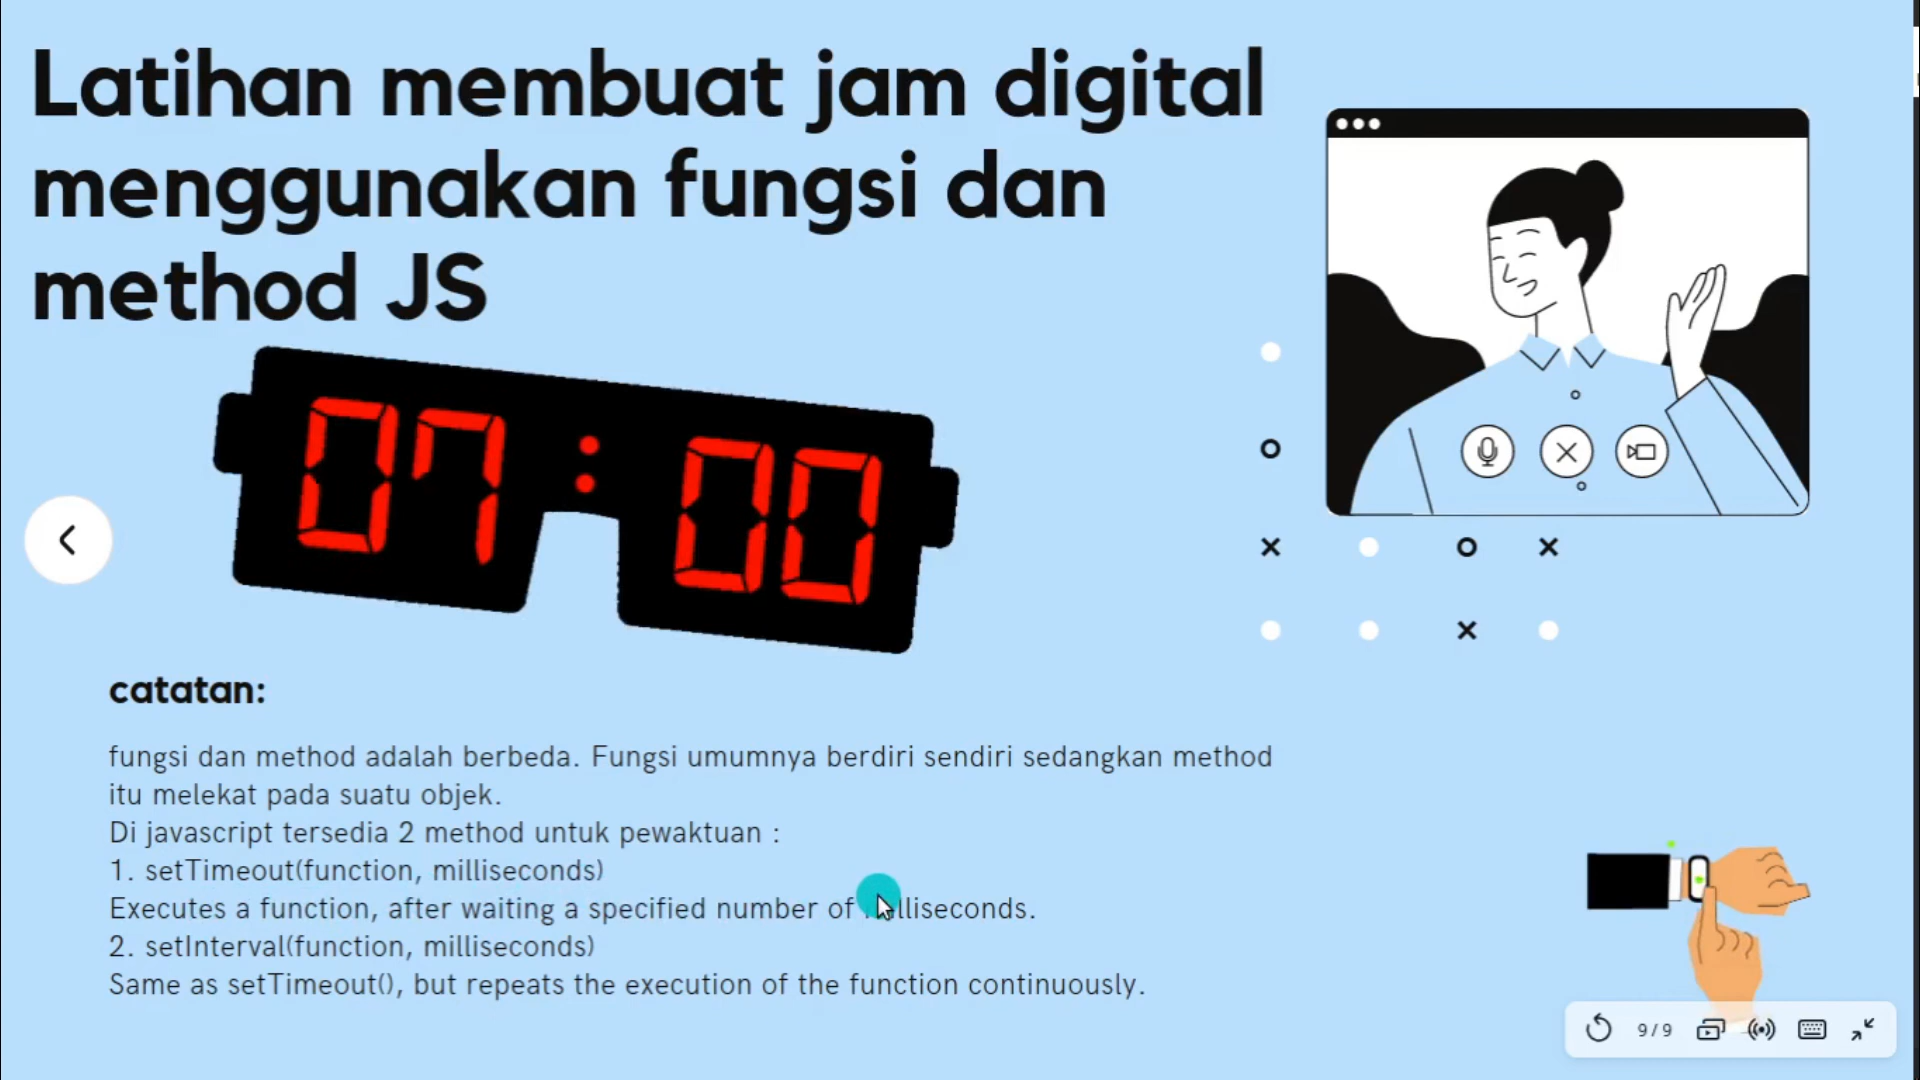 Latihan membuat jam digital
menggunakan fungsi dan
method JS
07:00
catatan:
fungsi dan method adalah berbeda. Fungsi umumnya berdiri sendiri sedangkan method
itu melekat pada suatu objek.
Di javascript tersedia 2 method untuk pewaktuan :
1. setTimeout(function, milliseconds)
Executes a function, after waiting a specified number of milliseconds.
2. setInterval(function, milliseconds)
Same as setTimeout(), but repeats the execution of the function continuously.
9/9